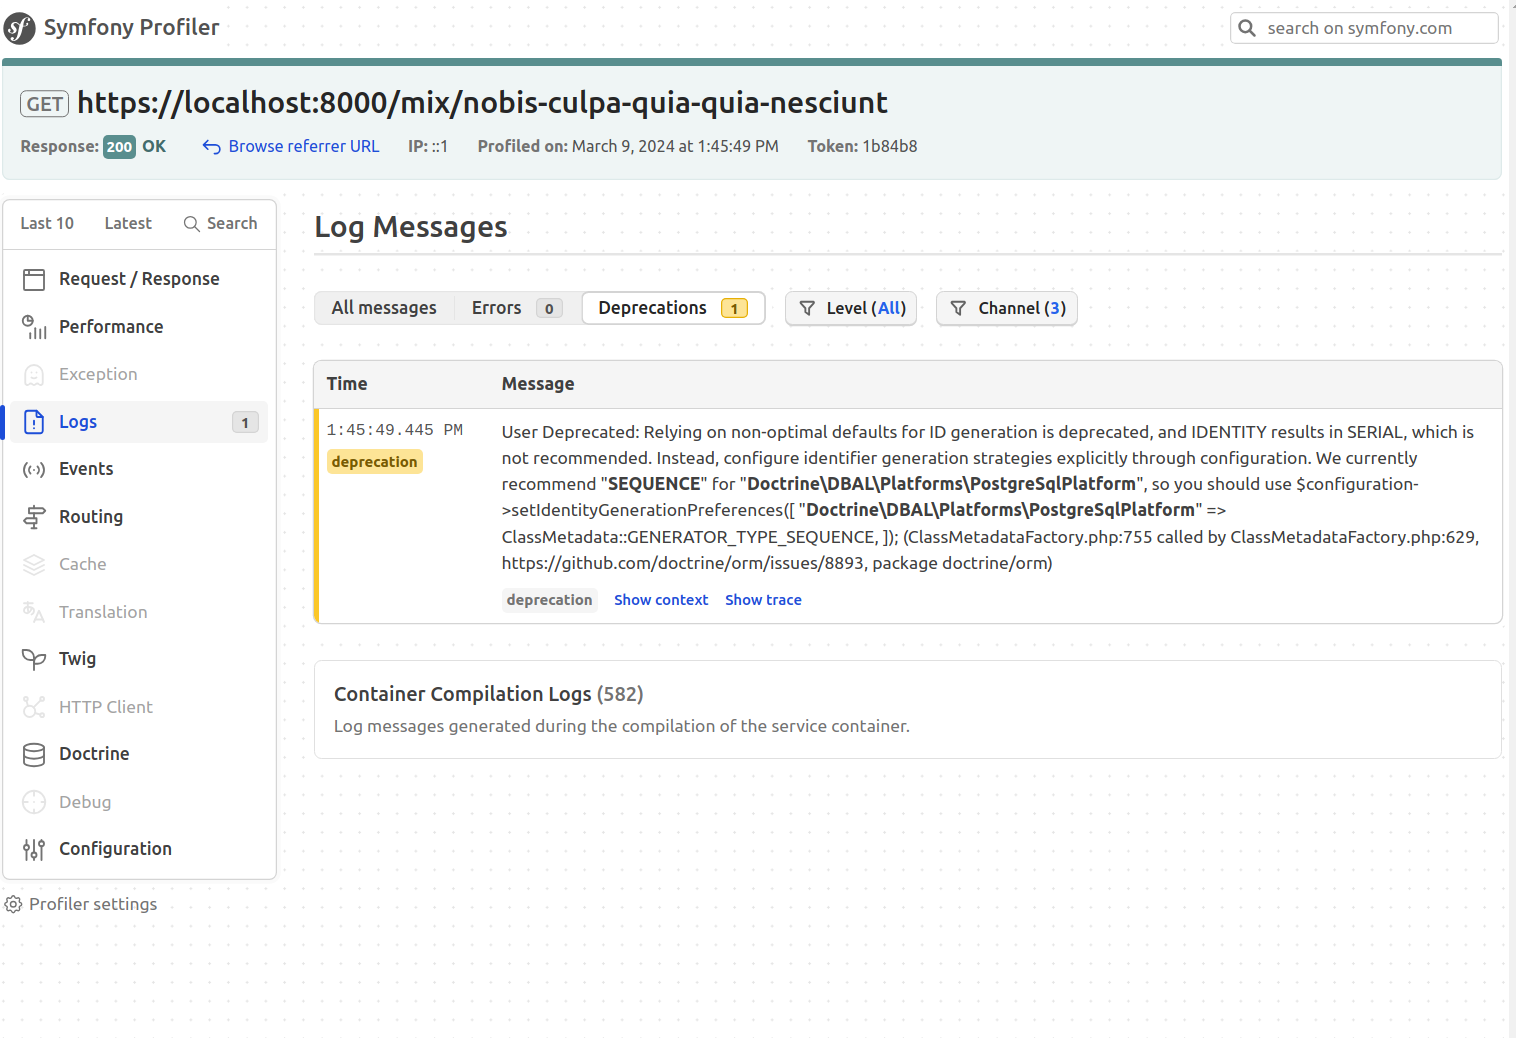 Symfony Profiler
search on symfony.com
GET https://localhost:8000/mix/nobis-culpa-quia-quia-nesciunt
Response: 200 OK Browse referrer URL IP: ::1 Profiled on: March 9, 2024 at 1:45:49 PM Token: 1b84b8
Last 10 Latest Search
Request / Response
Performance
Exception
Logs 1
Events
Routing
Cache
Translation
Twig
HTTP Client
Doctrine
Debug
Configuration
Profiler settings
Log Messages
All messages Errors 0 Deprecations 1 Level (All) Channel (3)
Time Message
1:45:49.445 PM
deprecation
User Deprecated: Relying on non-optimal defaults for ID generation is deprecated, and IDENTITY results in SERIAL, which is
not recommended. Instead, configure identifier generation strategies explicitly through configuration. We currently
recommend "SEQUENCE" for "Doctrine\DBAL\Platforms\PostgreSqlPlatform", so you should use $configuration-
>setIdentityGenerationPreferences([ "Doctrine\DBAL\Platforms\PostgreSqlPlatform" =>
ClassMetadata::GENERATOR_TYPE_SEQUENCE, ]); (ClassMetadataFactory.php:755 called by ClassMetadataFactory.php:629,
https://github.com/doctrine/orm/issues/8893, package doctrine/orm)
deprecation Show context Show trace
Container Compilation Logs (582)
Log messages generated during the compilation of the service container.